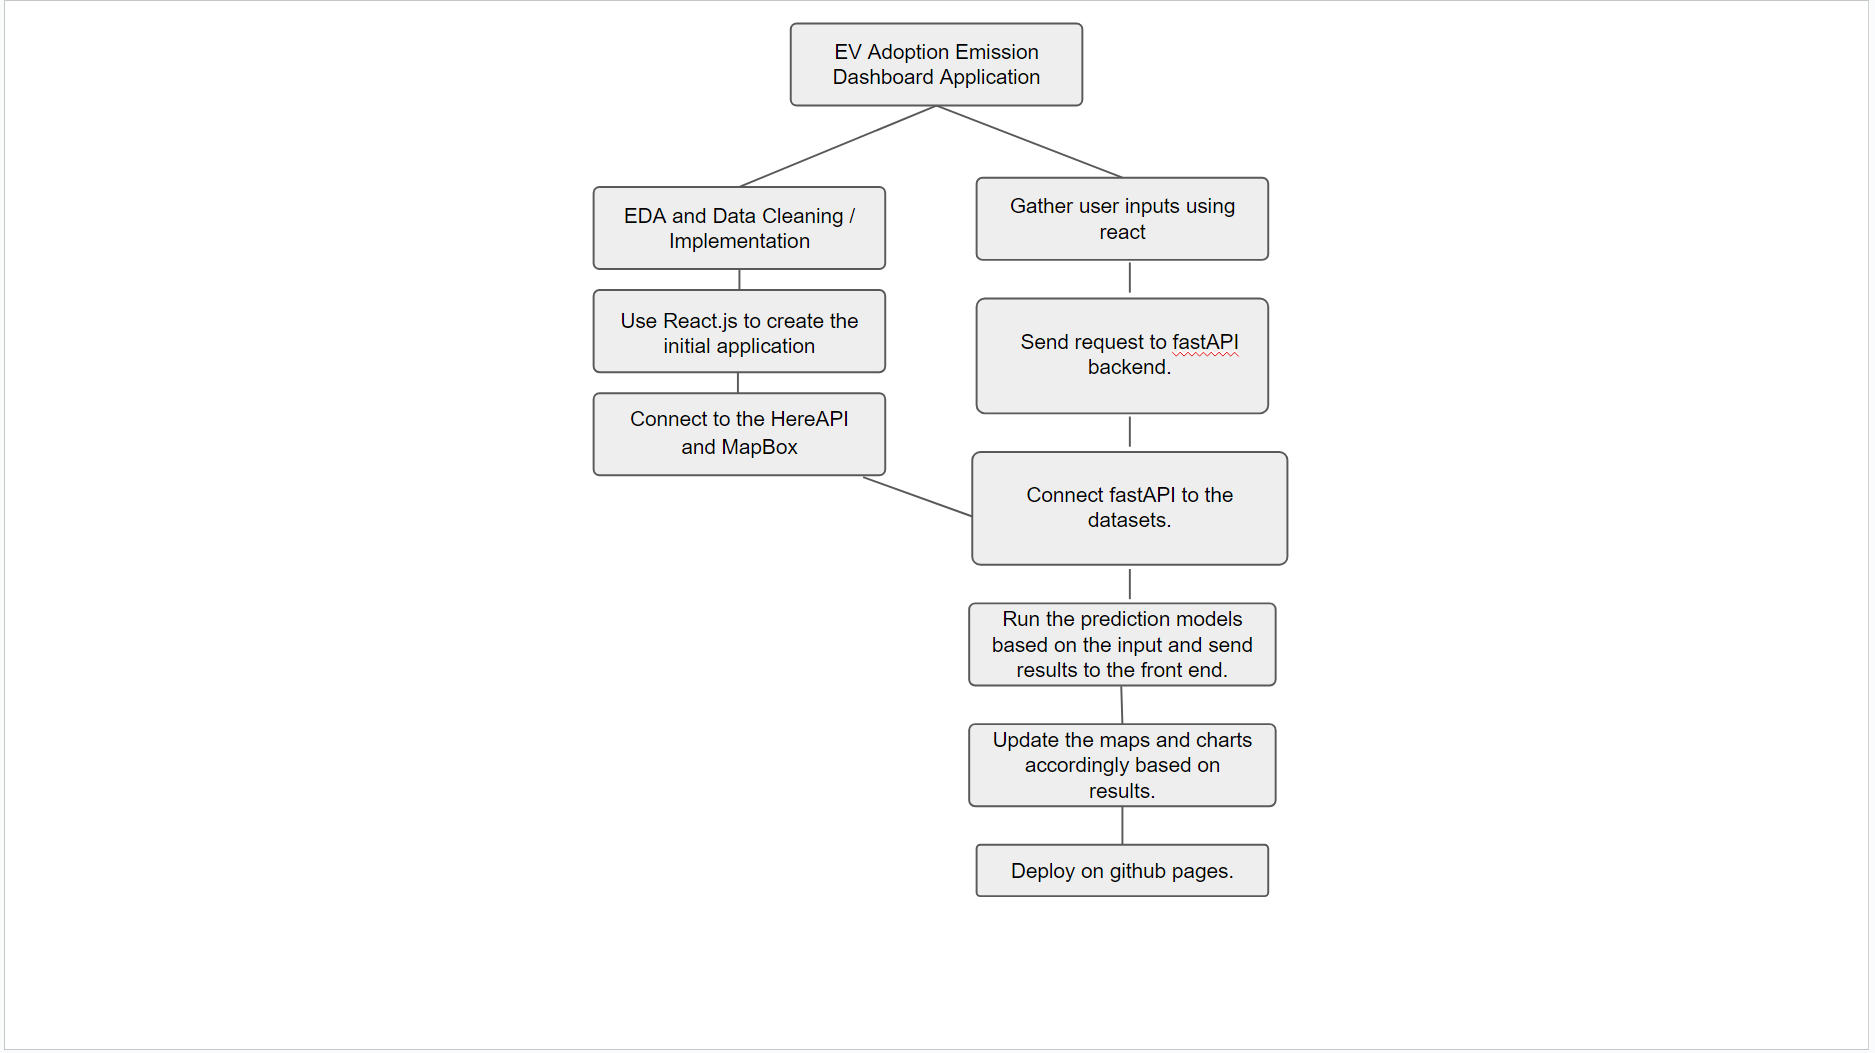 EV Adoption Emission
Dashboard Application
EDA and Data Cleaning /
Implementation
Use React.js to create the
initial application
Connect to the HereAPI
and MapBox
Gather user inputs using
react
Send request to fastAPI
backend.
Connect fastAPI to the
datasets.
Run the prediction models
based on the input and send
results to the front end.
Update the maps and charts
accordingly based on
results.
Deploy on github pages.